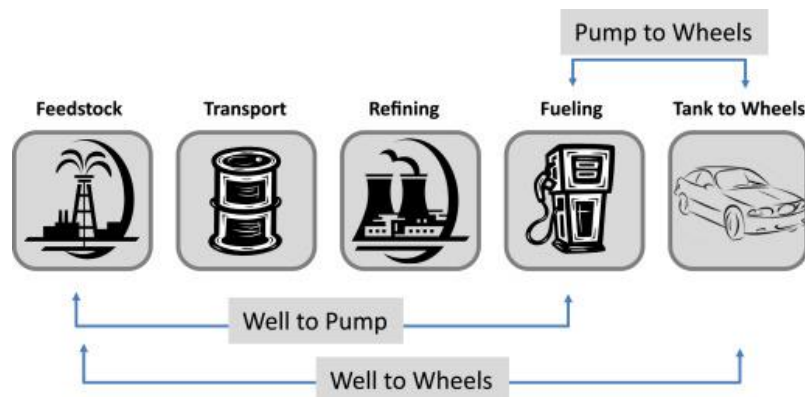 Pump to Wheels
Feedstock
Transport
Refining
Fueling
Tank to Wheels
Well to Pump
Well to Wheels